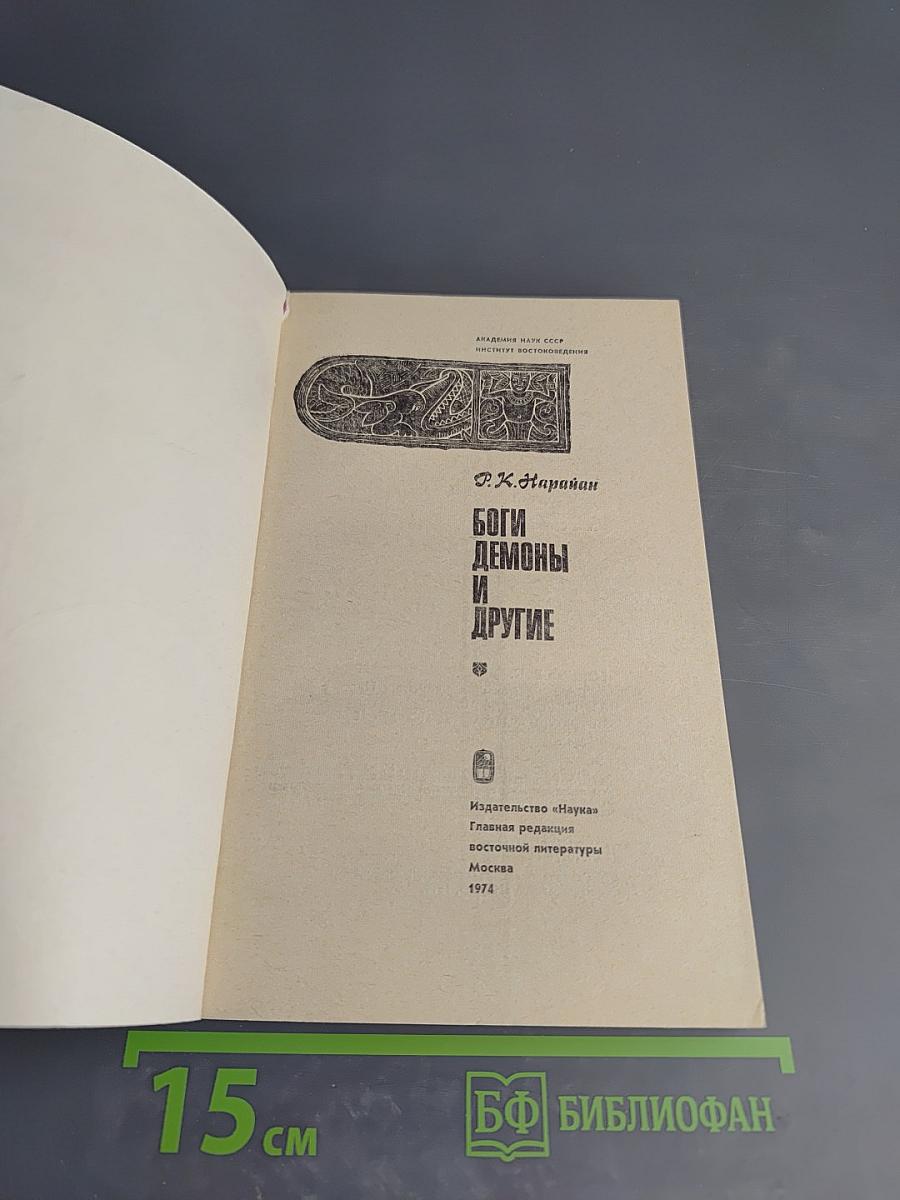 АКАДЕМИЯ НАУК СССР
ИНСТИТУТ ВОСТОКОВЕДЕНИЯ
Р. К. Нарайан
БОГИ
ДЕМОНЫ
И
ДРУГИЕ
Издательство «Наука»
Главная редакция
восточной литературы
Москва
1974
15 см
БФ БИБЛИОФАН